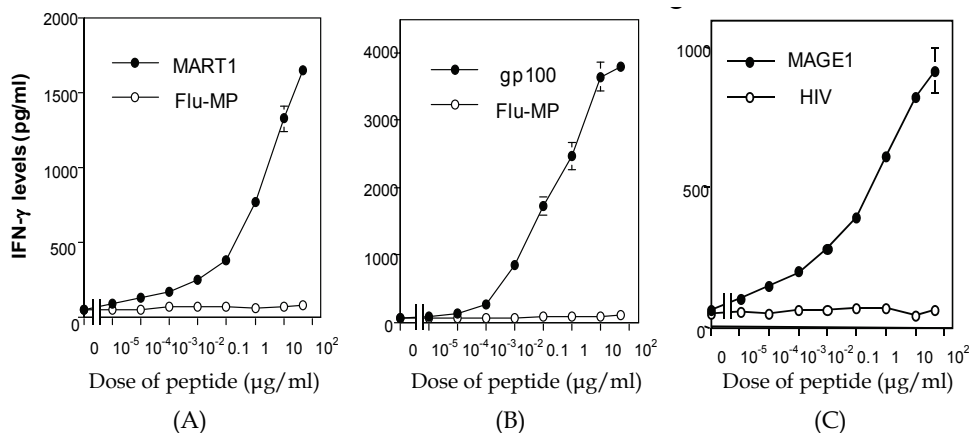 IFN-γ levels (pg/ml)
2000
1500
1000
500
0
MART1
Flu-MP
0 10⁻⁵ 10⁻⁴ 10⁻³ 10⁻² 0.1 1 10 10²
Dose of peptide (µg/ml)
(A)
4000
3000
2000
1000
0
gp100
Flu-MP
0 10⁻⁵ 10⁻⁴ 10⁻³ 10⁻² 0.1 1 10 10²
Dose of peptide (µg/ml)
(B)
1000
500
0
MAGE1
HIV
0 10⁻⁵ 10⁻⁴ 10⁻³ 10⁻² 0.1 1 10 10²
Dose of peptide (µg/ml)
(C)